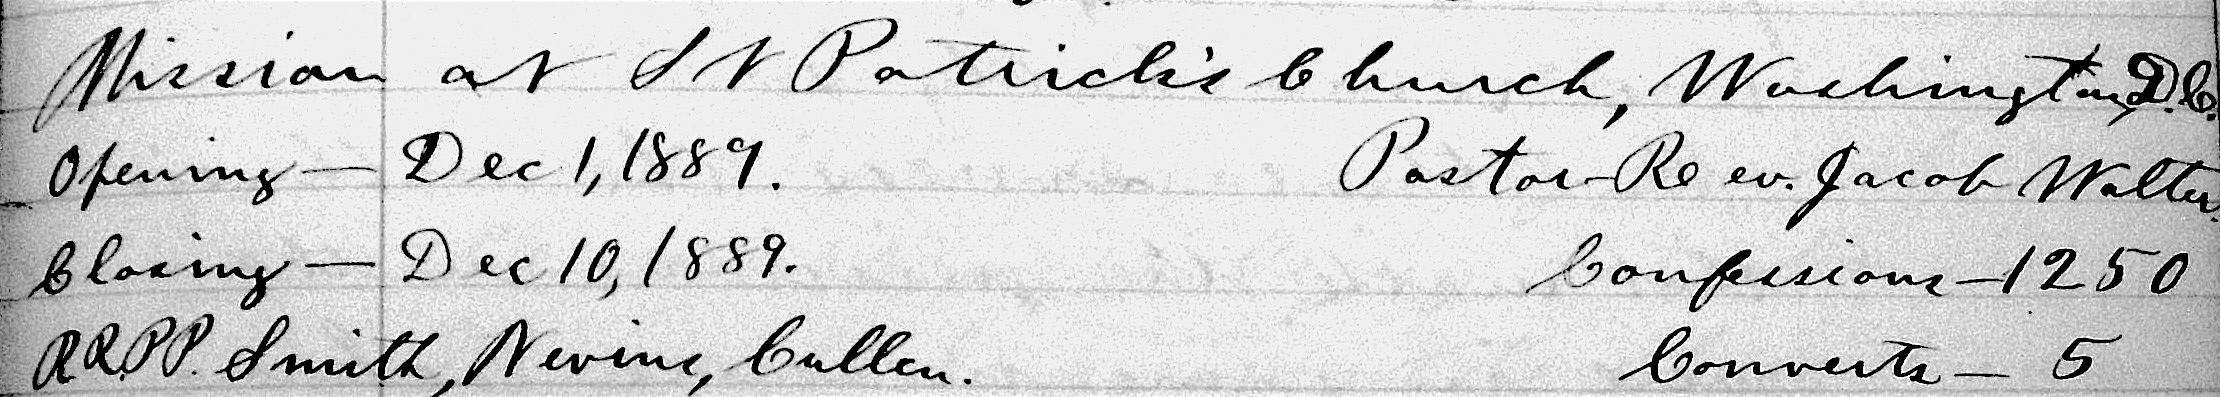 Mission at St Patrick's Church, Washington, D.C.
Opening — Dec 1, 1889. Pastor — Rev. Jacob Walter.
Closing — Dec 10, 1889. Confessions — 1250
RR.PP. Smith, Nevins, Cullen. Converts — 5